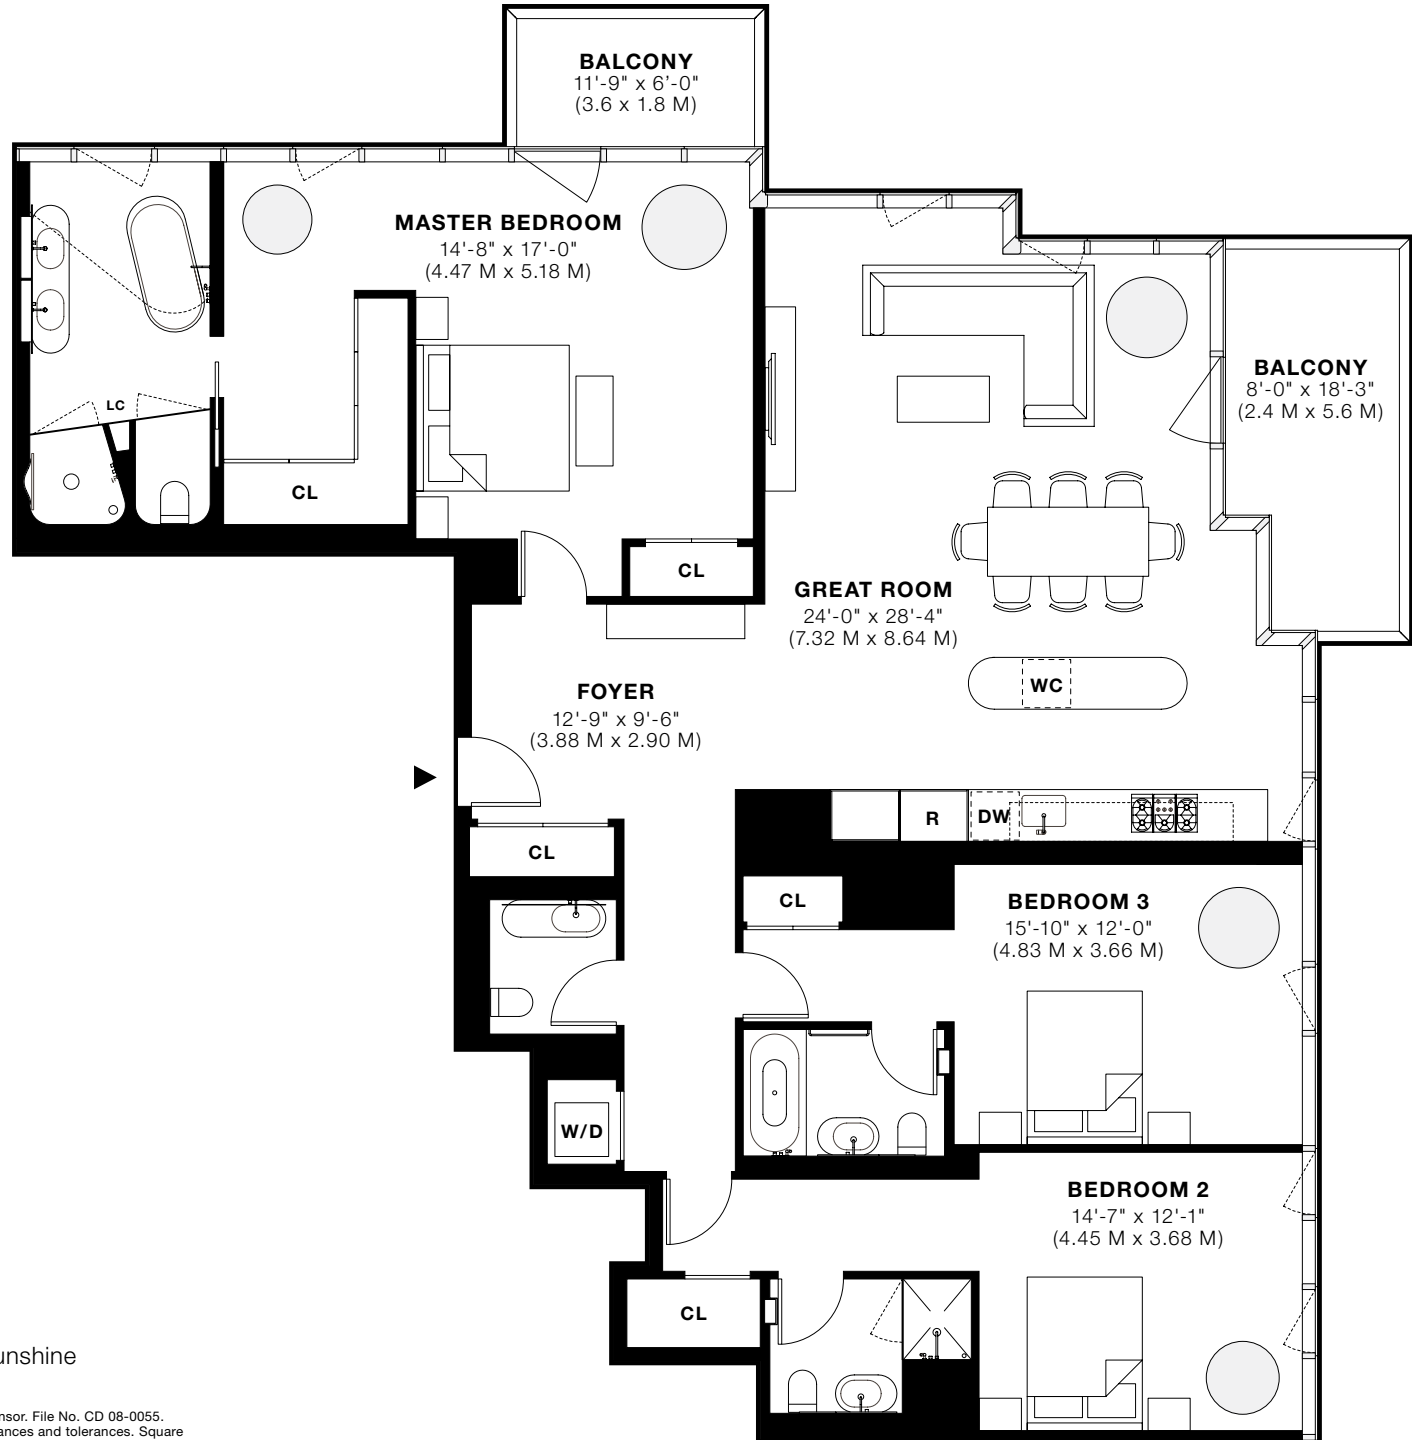 BALCONY
11'-9" x 6'-0"
(3.6 x 1.8 M)
MASTER BEDROOM
14'-8" x 17'-0"
(4.47 M x 5.18 M)
BALCONY
8'-0" x 18'-3"
(2.4 M x 5.6 M)
LC
CL
CL
GREAT ROOM
24'-0" x 28'-4"
(7.32 M x 8.64 M)
WC
FOYER
12'-9" x 9'-6"
(3.88 M x 2.90 M)
R
DW
CL
CL
BEDROOM 3
15'-10" x 12'-0"
(4.83 M x 3.66 M)
W/D
BEDROOM 2
14'-7" x 12'-1"
(4.45 M x 3.68 M)
CL
unshine
nsor. File No. CD 08-0055.
ances and tolerances. Square